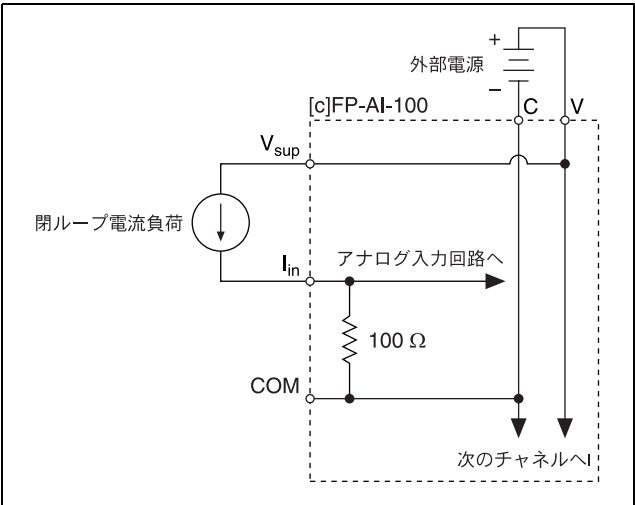 +
外部電源
−
[c]FP-AI-100
C
V
Vsup
閉ループ電流負荷
Iin
アナログ入力回路へ
100 Ω
COM
次のチャネルへl